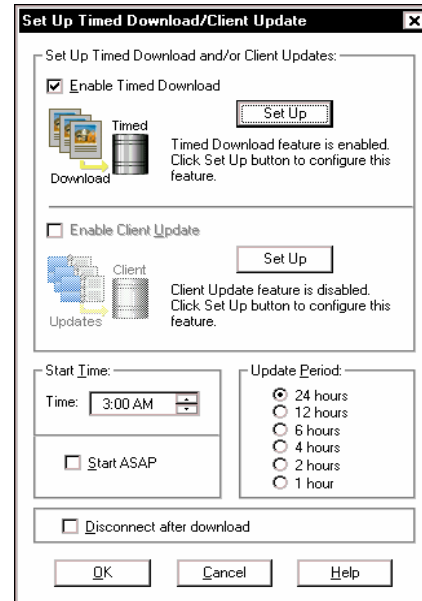 Set Up Timed Download/Client Update
Set Up Timed Download and/or Client Updates:
Enable Timed Download
Set Up
Timed
Download
Timed Download feature is enabled.
Click Set Up button to configure this
feature.
Enable Client Update
Set Up
Client
Updates
Client Update feature is disabled.
Click Set Up button to configure this
feature.
Start Time:
Time: 3:00 AM
Start ASAP
Update Period:
24 hours
12 hours
6 hours
4 hours
2 hours
1 hour
Disconnect after download
OK Cancel Help